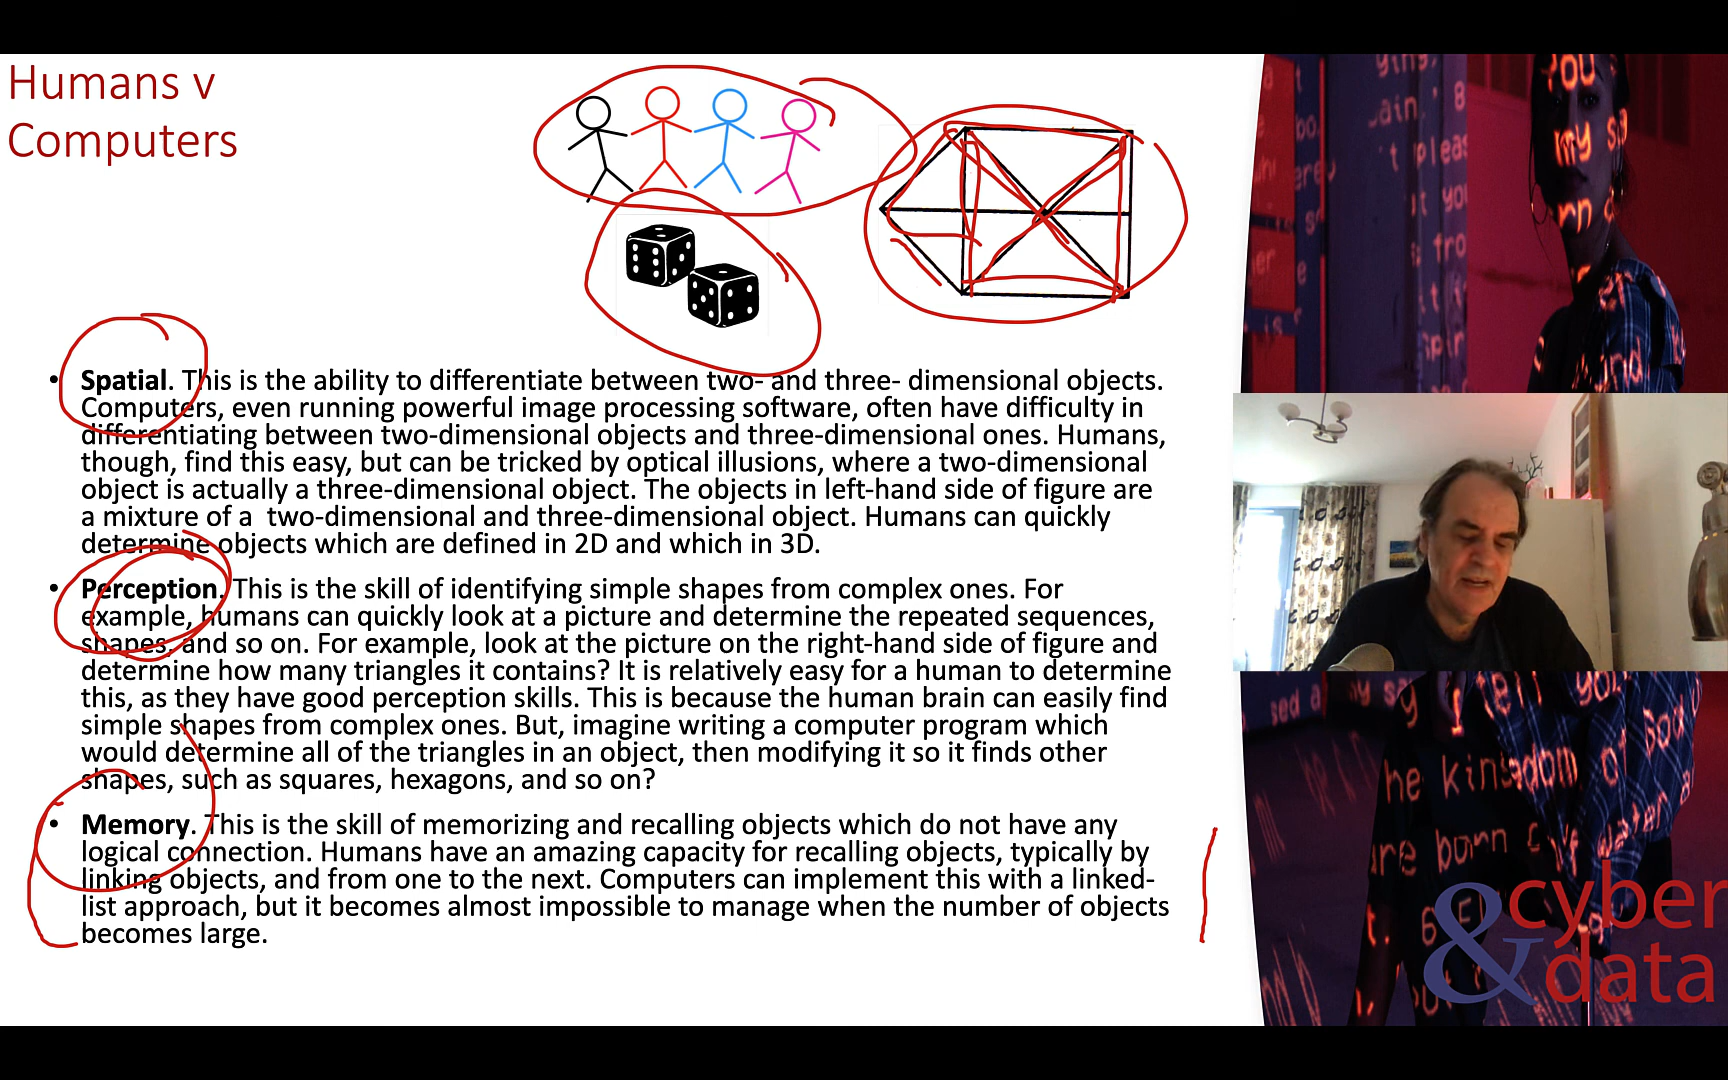 Humans v
Computers
• Spatial. This is the ability to differentiate between two- and three- dimensional objects.
Computers, even running powerful image processing software, often have difficulty in
differentiating between two-dimensional objects and three-dimensional ones. Humans,
though, find this easy, but can be tricked by optical illusions, where a two-dimensional
object is actually a three-dimensional object. The objects in left-hand side of figure are
a mixture of a  two-dimensional and three-dimensional object. Humans can quickly
determine objects which are defined in 2D and which in 3D.
• Perception. This is the skill of identifying simple shapes from complex ones. For
example, humans can quickly look at a picture and determine the repeated sequences,
shapes, and so on. For example, look at the picture on the right-hand side of figure and
determine how many triangles it contains? It is relatively easy for a human to determine
this, as they have good perception skills. This is because the human brain can easily find
simple shapes from complex ones. But, imagine writing a computer program which
would determine all of the triangles in an object, then modifying it so it finds other
shapes, such as squares, hexagons, and so on?
• Memory. This is the skill of memorizing and recalling objects which do not have any
logical connection. Humans have an amazing capacity for recalling objects, typically by
linking objects, and from one to the next. Computers can implement this with a linked-
list approach, but it becomes almost impossible to manage when the number of objects
becomes large.
you
my
tell you
the kingdom of
born
water
cyber
&data